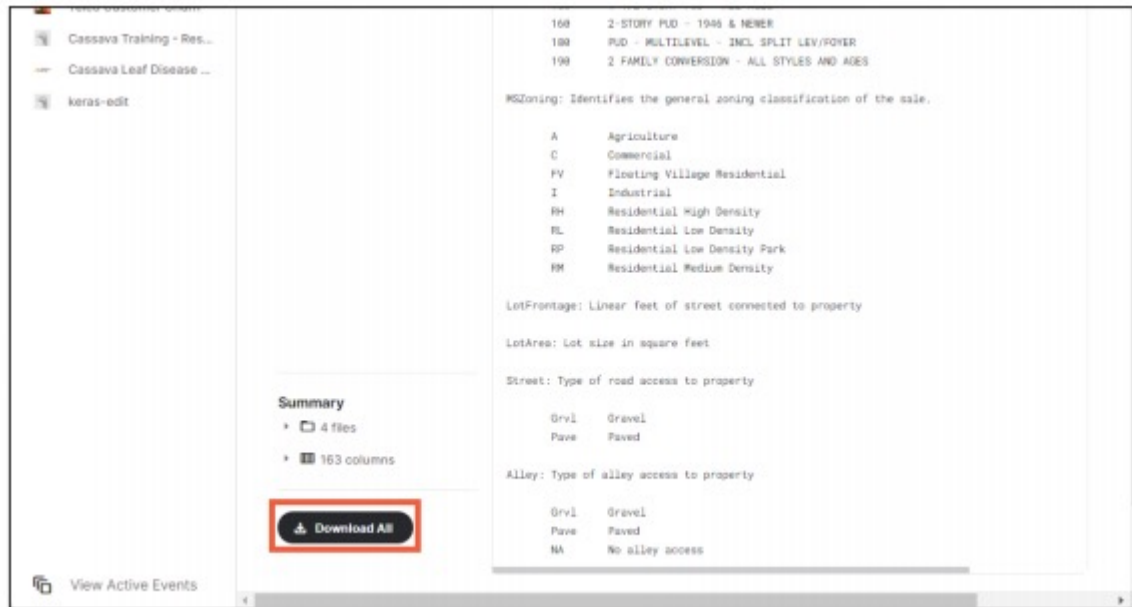 Cassava Training - Res...
Cassava Leaf Disease ...
keras-edit
View Active Events
Summary
4 files
163 columns
Download All
160 2-STORY PUD - 1946 & NEWER
180 PUD - MULTILEVEL - INCL SPLIT LEV/FOYER
190 2 FAMILY CONVERSION - ALL STYLES AND AGES
MSZoning: Identifies the general zoning classification of the sale.
A Agriculture
C Commercial
FV Floating Village Residential
I Industrial
RH Residential High Density
RL Residential Low Density
RP Residential Low Density Park
RM Residential Medium Density
LotFrontage: Linear feet of street connected to property
LotArea: Lot size in square feet
Street: Type of road access to property
Grvl Gravel
Pave Paved
Alley: Type of alley access to property
Grvl Gravel
Pave Paved
NA No alley access